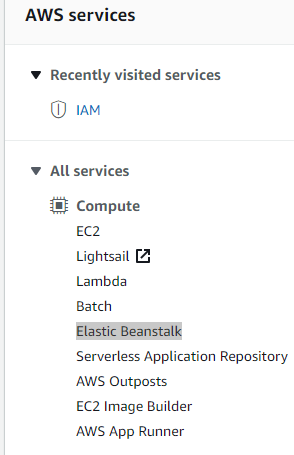 AWS services
Recently visited services
IAM
All services
Compute
EC2
Lightsail
Lambda
Batch
Elastic Beanstalk
Serverless Application Repository
AWS Outposts
EC2 Image Builder
AWS App Runner